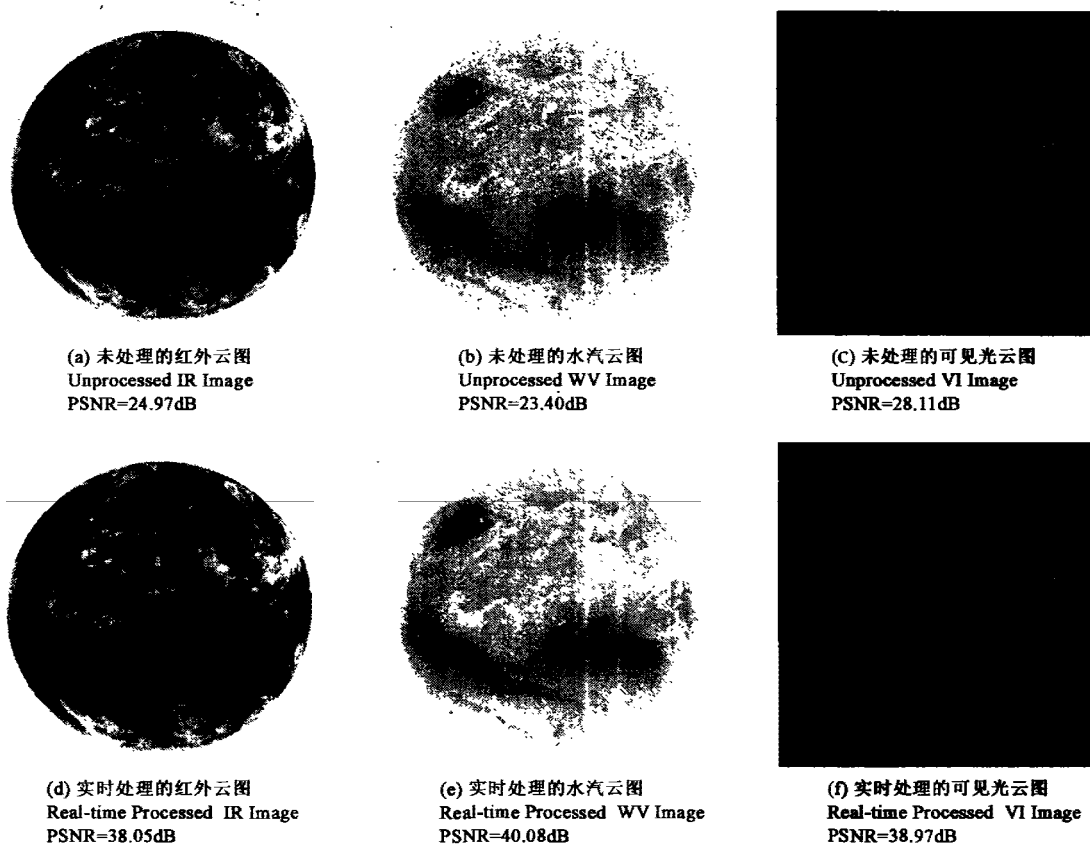 (a) 未处理的红外云图
Unprocessed IR Image
PSNR=24.97dB
(b) 未处理的水汽云图
Unprocessed WV Image
PSNR=23.40dB
(C) 未处理的可见光云图
Unprocessed VI Image
PSNR=28.11dB
(d) 实时处理的红外云图
Real-time Processed IR Image
PSNR=38.05dB
(e) 实时处理的水汽云图
Real-time Processed WV Image
PSNR=40.08dB
(f) 实时处理的可见光云图
Real-time Processed VI Image
PSNR=38.97dB